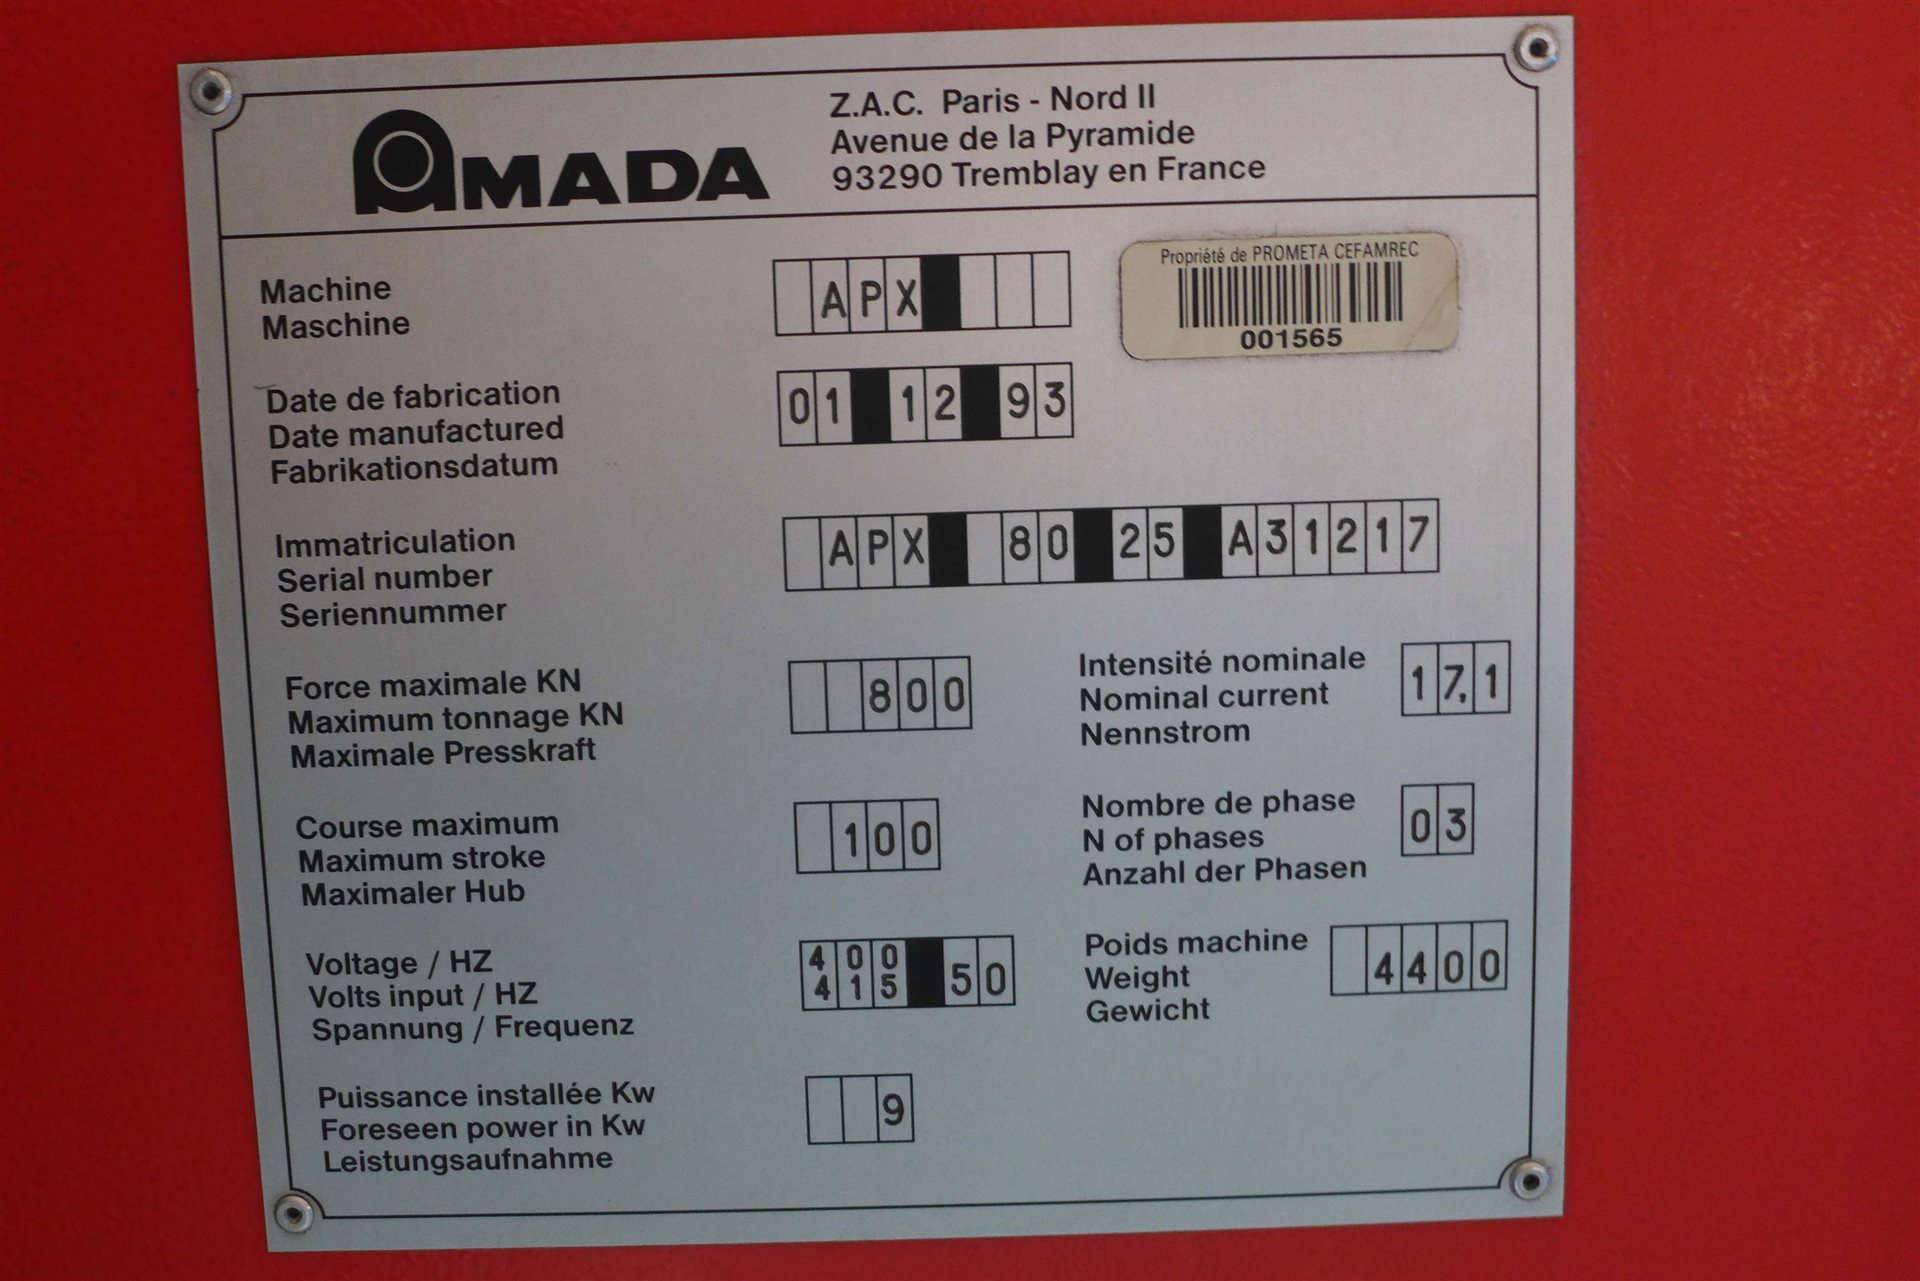 AMADA
Z.A.C. Paris - Nord II
Avenue de la Pyramide
93290 Tremblay en France
Machine
Maschine
APX
Propriété de PROMETA CEFAMREC
001565
Date de fabrication
Date manufactured
Fabrikationsdatum
01 12 93
Immatriculation
Serial number
Seriennummer
APX 80 25 A31217
Force maximale KN
Maximum tonnage KN
Maximale Presskraft
800
Intensité nominale
Nominal current
Nennstrom
17,1
Course maximum
Maximum stroke
Maximaler Hub
100
Nombre de phase
N of phases
Anzahl der Phasen
03
Voltage / HZ
Volts input / HZ
Spannung / Frequenz
400
415
50
Poids machine
Weight
Gewicht
4400
Puissance installée Kw
Foreseen power in Kw
Leistungsaufnahme
9